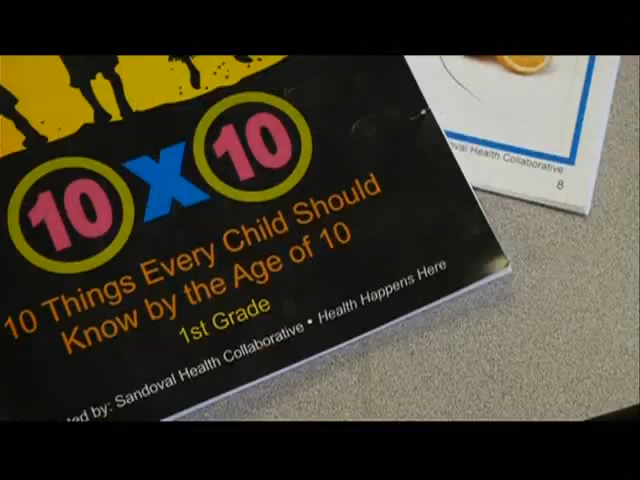 10 X 10
10 Things Every Child Should
Know by the Age of 10
1st Grade
by: Sandoval Health Collaborative • Health Happens Here
Health Collaborative
8